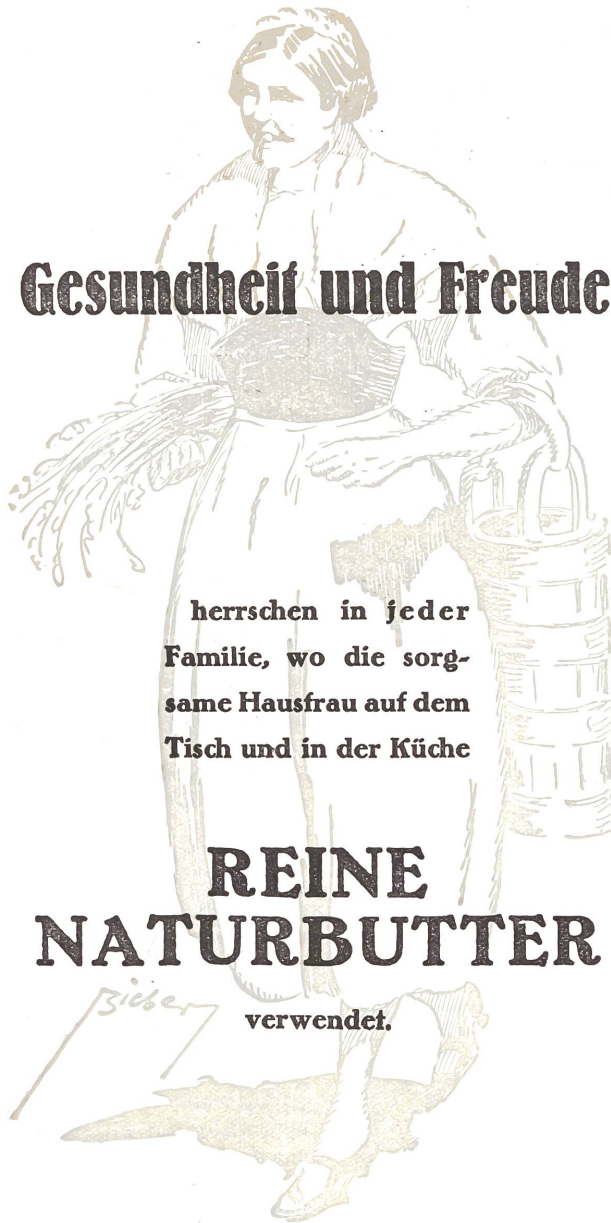 Gesundheit und Freude
herrschen in jeder
Familie, wo die sorg-
same Hausfrau auf dem
Tisch und in der Küche
REINE
NATURBUTTER
Bieber
verwendet.